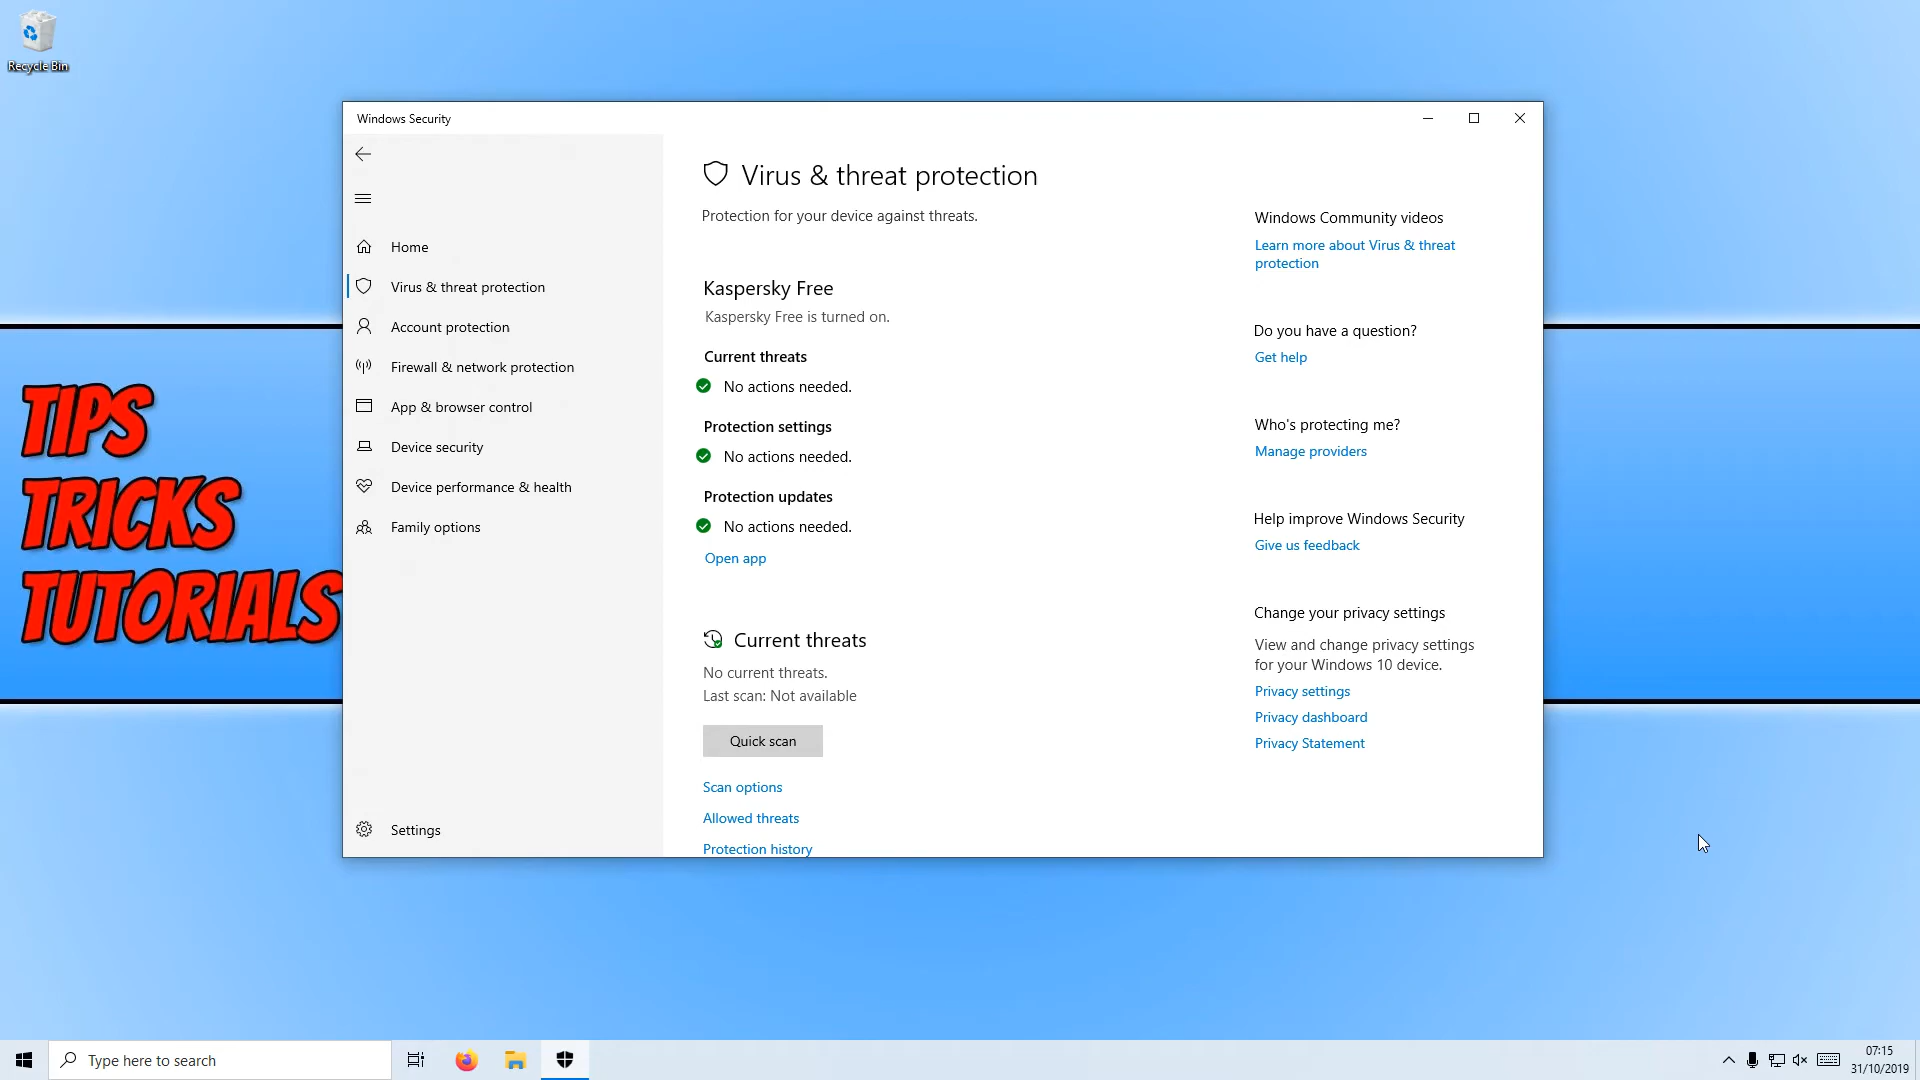 Recycle Bin
Windows Security
Home
Virus & threat protection
Account protection
Firewall & network protection
App & browser control
Device security
Device performance & health
Family options
Settings
Virus & threat protection
Protection for your device against threats.
Kaspersky Free
Kaspersky Free is turned on.
Current threats
No actions needed.
Protection settings
No actions needed.
Protection updates
No actions needed.
Open app
Current threats
No current threats.
Last scan: Not available
Quick scan
Scan options
Allowed threats
Protection history
Windows Community videos
Learn more about Virus & threat
protection
Do you have a question?
Get help
Who's protecting me?
Manage providers
Help improve Windows Security
Give us feedback
Change your privacy settings
View and change privacy settings
for your Windows 10 device.
Privacy settings
Privacy dashboard
Privacy Statement
TIPS
TRICKS
TUTORIALS
Type here to search
07:15
31/10/2019